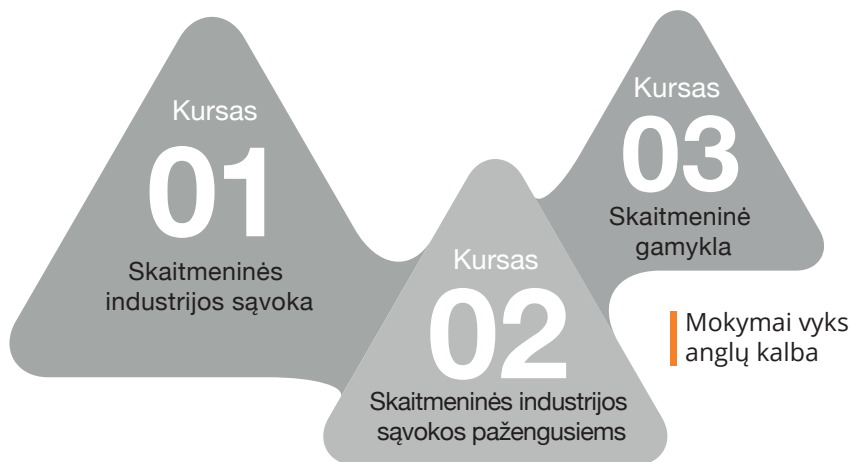 Kursas
01
Skaitmeninės
industrijos sąvoka
Kursas
02
Skaitmeninės industrijos
sąvokos pažengusiems
Kursas
03
Skaitmeninė
gamykla
Mokymai vyks
anglų kalba